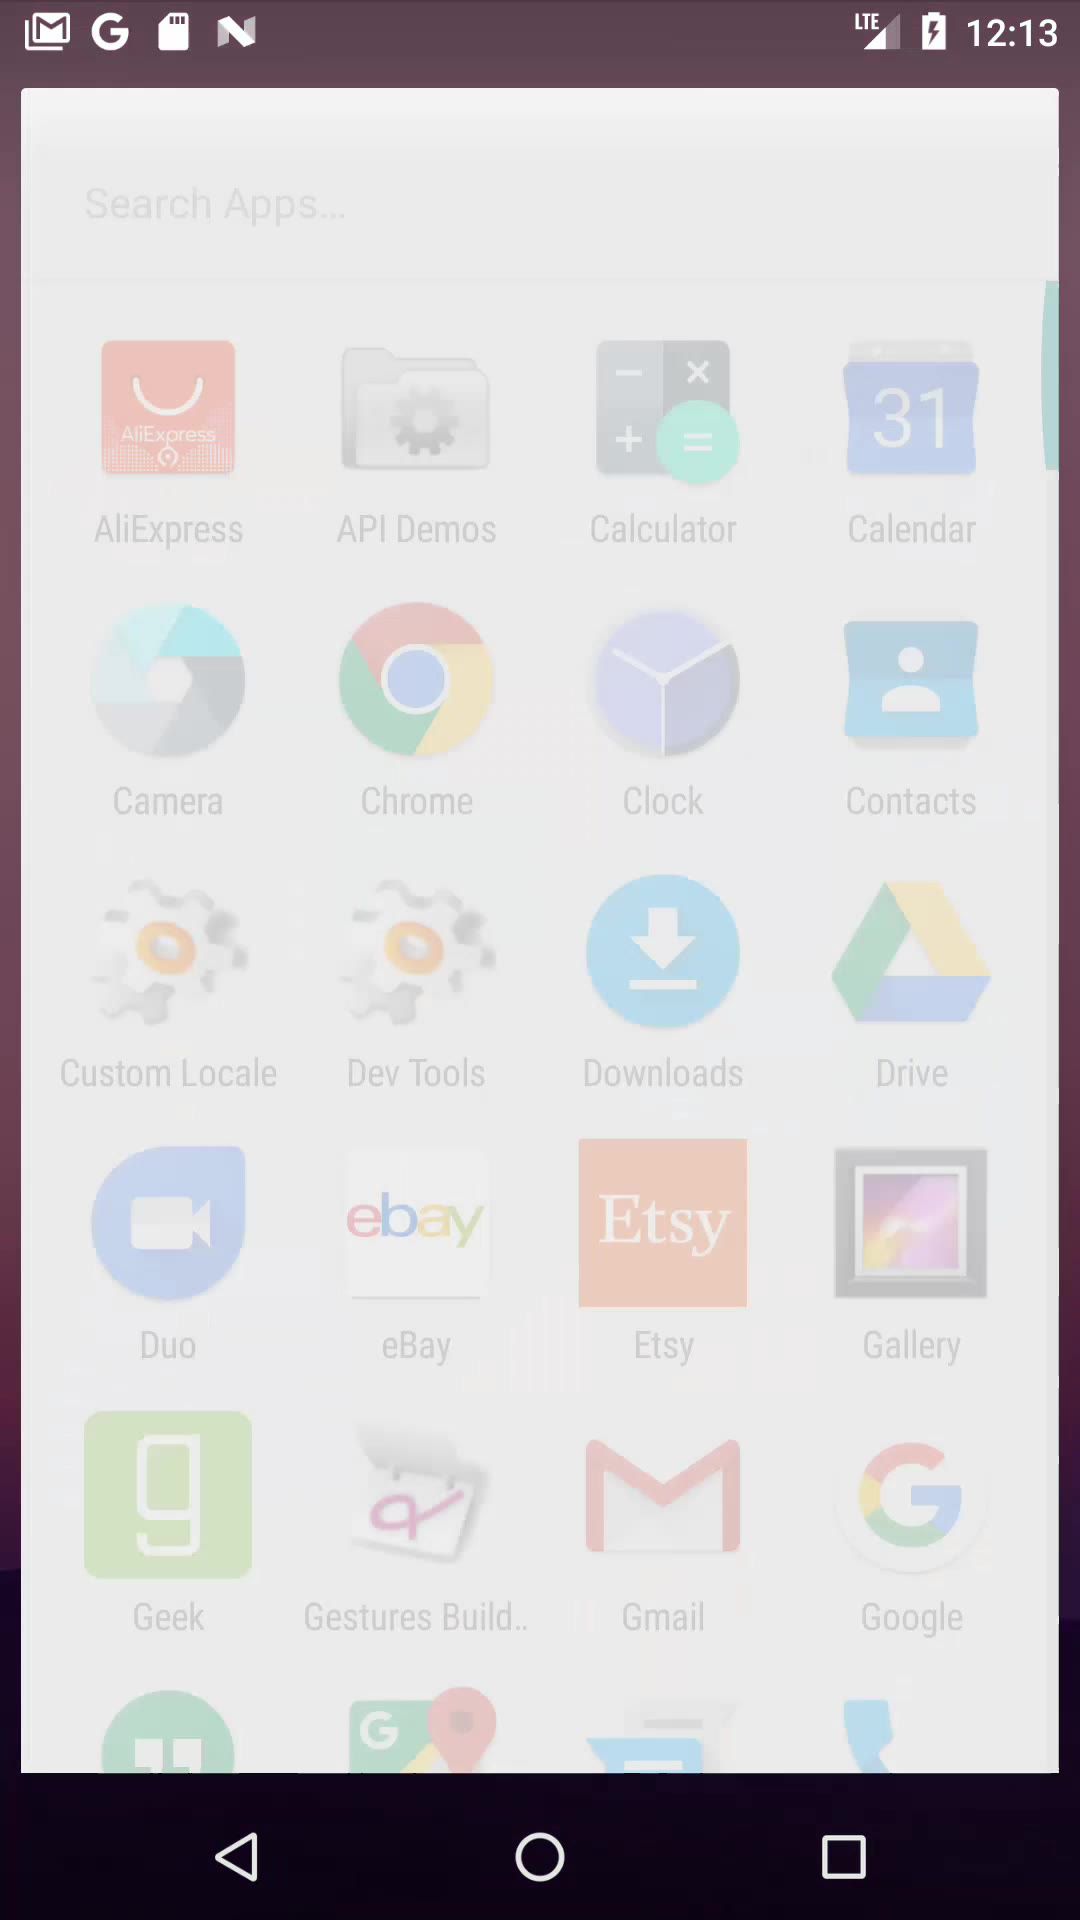 LTE 12:13
Search Apps...
31
AliExpress
AliExpress API Demos Calculator Calendar
Camera Chrome Clock Contacts
Custom Locale Dev Tools Downloads Drive
ebay Etsy
Duo eBay Etsy Gallery
g G
Geek Gestures Build.. Gmail Google
G